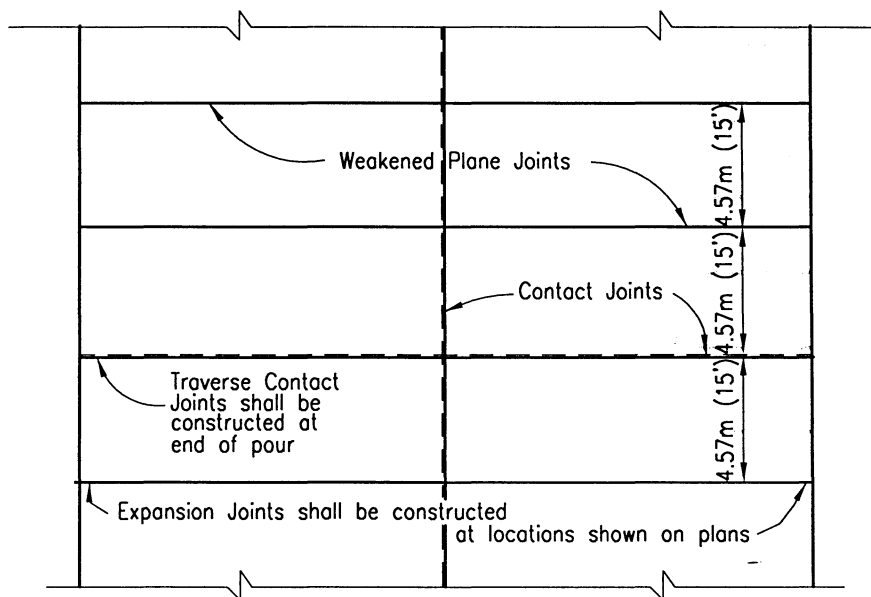 4.57m (15')
Weakened Plane Joints
4.57m (15')
Contact Joints
Traverse Contact
Joints shall be
constructed at
end of pour
4.57m (15')
Expansion Joints shall be constructed
at locations shown on plans